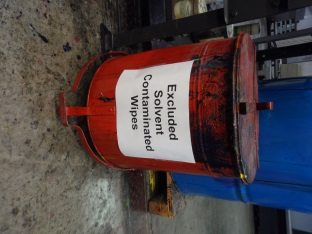 Excluded
Solvent
Contaminated
Wipes